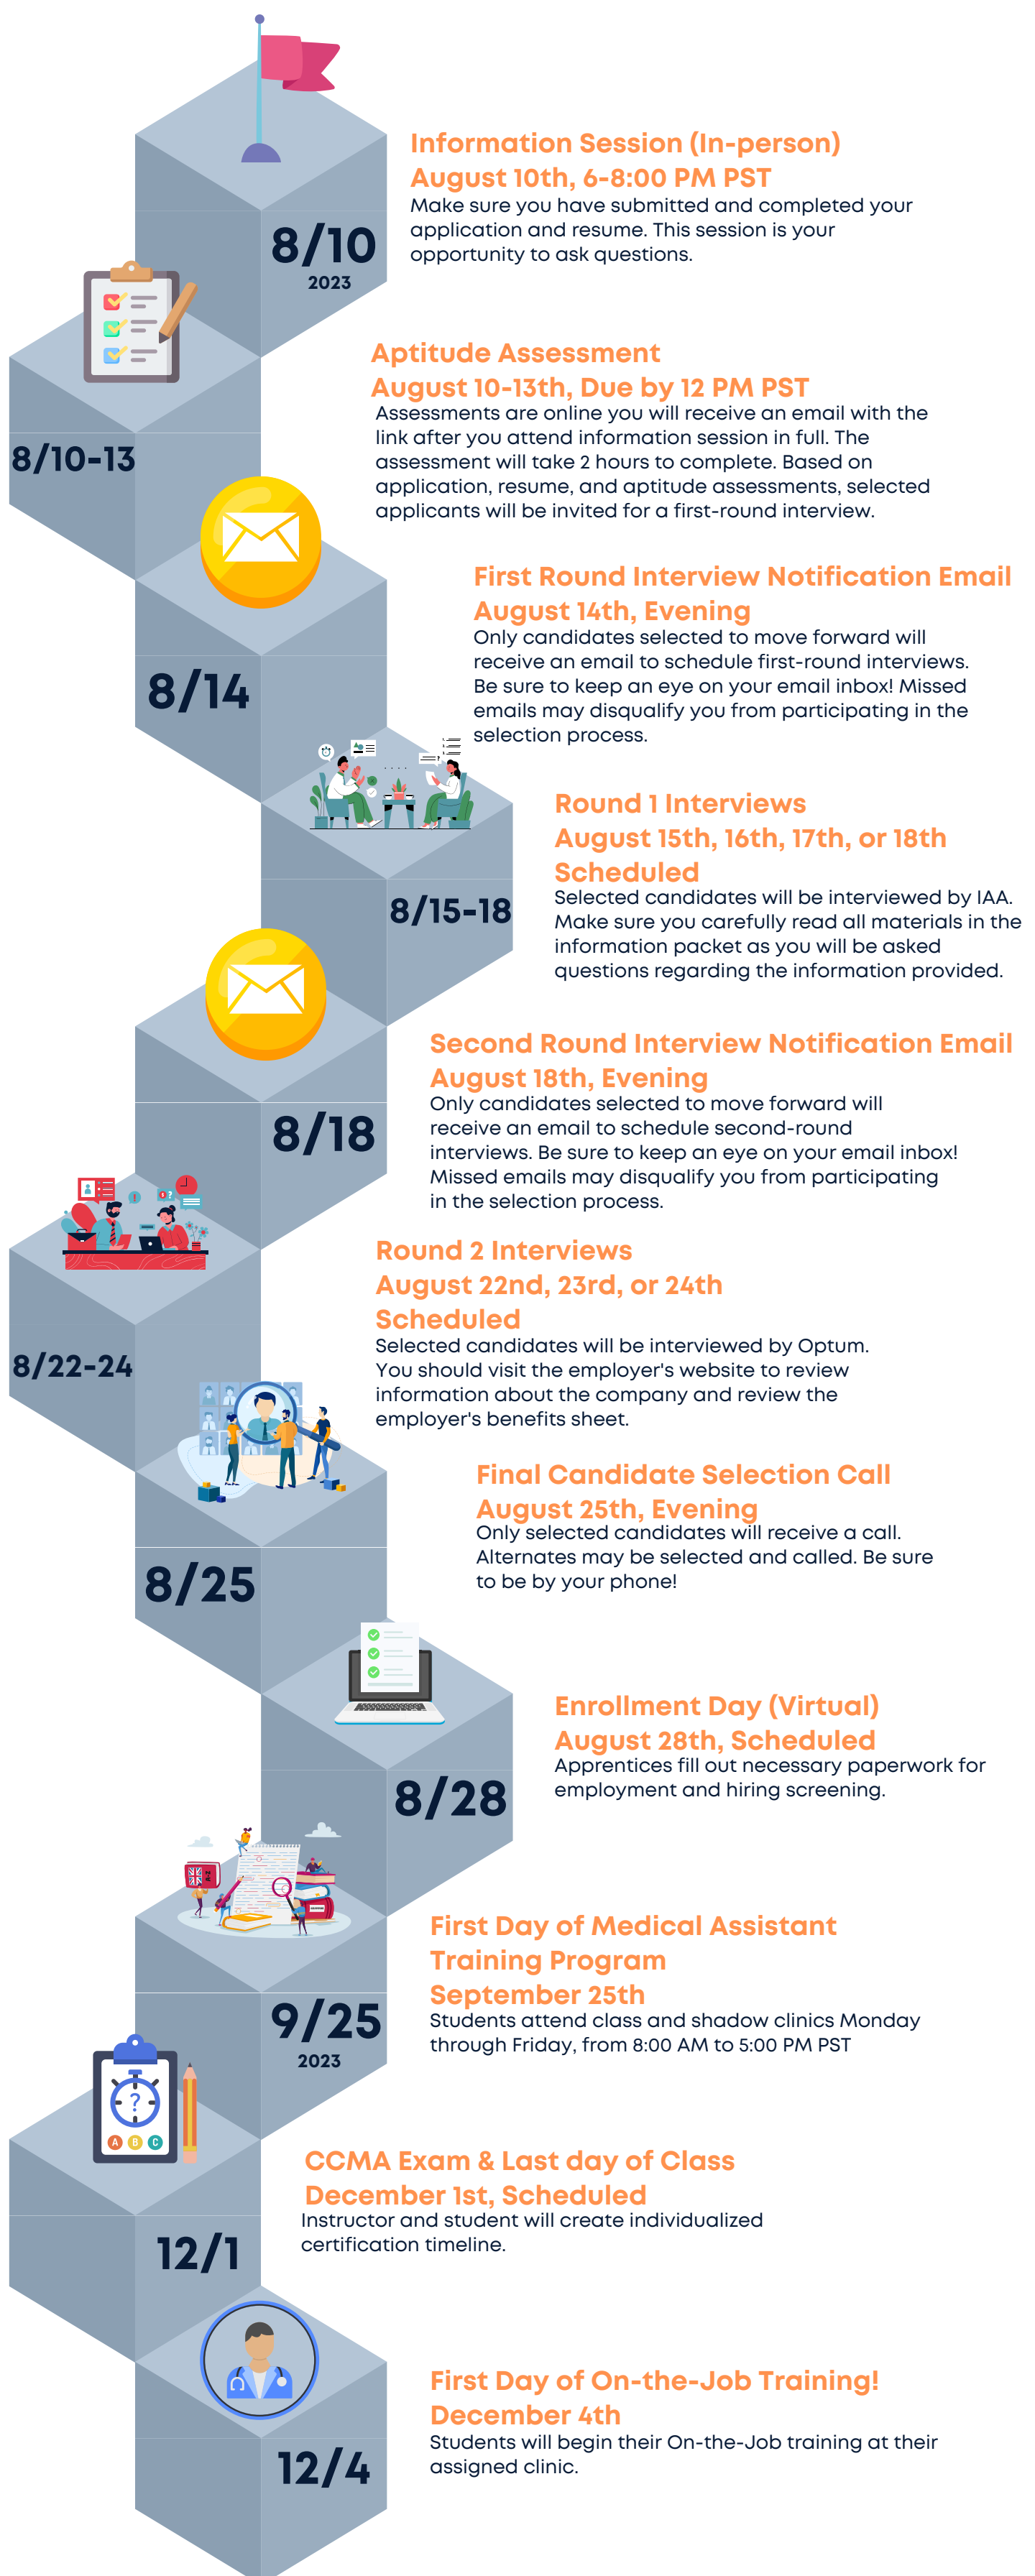 Information Session (In-person)
August 10th, 6-8:00 PM PST
Make sure you have submitted and completed your
application and resume. This session is your
opportunity to ask questions.
8/10
2023
Aptitude Assessment
August 10-13th, Due by 12 PM PST
Assessments are online you will receive an email with the
link after you attend information session in full. The
assessment will take 2 hours to complete. Based on
application, resume, and aptitude assessments, selected
applicants will be invited for a first-round interview.
8/10-13
First Round Interview Notification Email
August 14th, Evening
Only candidates selected to move forward will
receive an email to schedule first-round interviews.
Be sure to keep an eye on your email inbox! Missed
emails may disqualify you from participating in the
selection process.
8/14
Round 1 Interviews
August 15th, 16th, 17th, or 18th
Scheduled
Selected candidates will be interviewed by IAA.
Make sure you carefully read all materials in the
information packet as you will be asked
questions regarding the information provided.
8/15-18
Second Round Interview Notification Email
August 18th, Evening
Only candidates selected to move forward will
receive an email to schedule second-round
interviews. Be sure to keep an eye on your email inbox!
Missed emails may disqualify you from participating
in the selection process.
8/18
Round 2 Interviews
August 22nd, 23rd, or 24th
Scheduled
Selected candidates will be interviewed by Optum.
You should visit the employer's website to review
information about the company and review the
employer's benefits sheet.
8/22-24
Final Candidate Selection Call
August 25th, Evening
Only selected candidates will receive a call.
Alternates may be selected and called. Be sure
to be by your phone!
8/25
Enrollment Day (Virtual)
August 28th, Scheduled
Apprentices fill out necessary paperwork for
employment and hiring screening.
8/28
First Day of Medical Assistant
Training Program
September 25th
Students attend class and shadow clinics Monday
through Friday, from 8:00 AM to 5:00 PM PST
9/25
2023
?
A B C
CCMA Exam & Last day of Class
December 1st, Scheduled
Instructor and student will create individualized
certification timeline.
12/1
First Day of On-the-Job Training!
December 4th
Students will begin their On-the-Job training at their
assigned clinic.
12/4